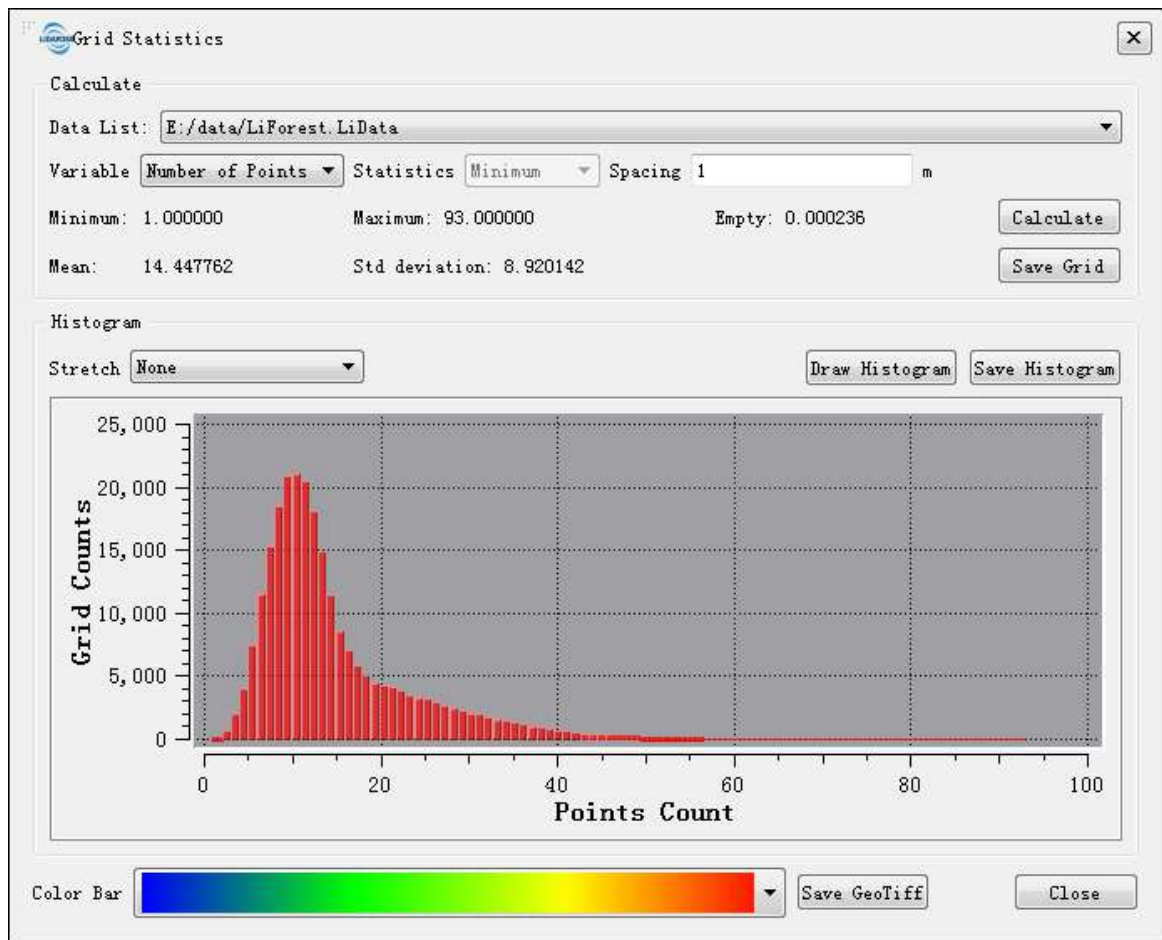 Grid Statistics
Calculate
Data List: E:/data/LiForest.LiData
Variable Number of Points Statistics Minimum Spacing 1 m
Minimum: 1.000000 Maximum: 93.000000 Empty: 0.000236 Calculate
Mean: 14.447762 Std deviation: 8.920142 Save Grid
Histogram
Stretch None Draw Histogram Save Histogram
25,000
20,000
15,000
10,000
5,000
0
Grid Counts
0 20 40 60 80 100
Points Count
Color Bar Save GeoTiff Close